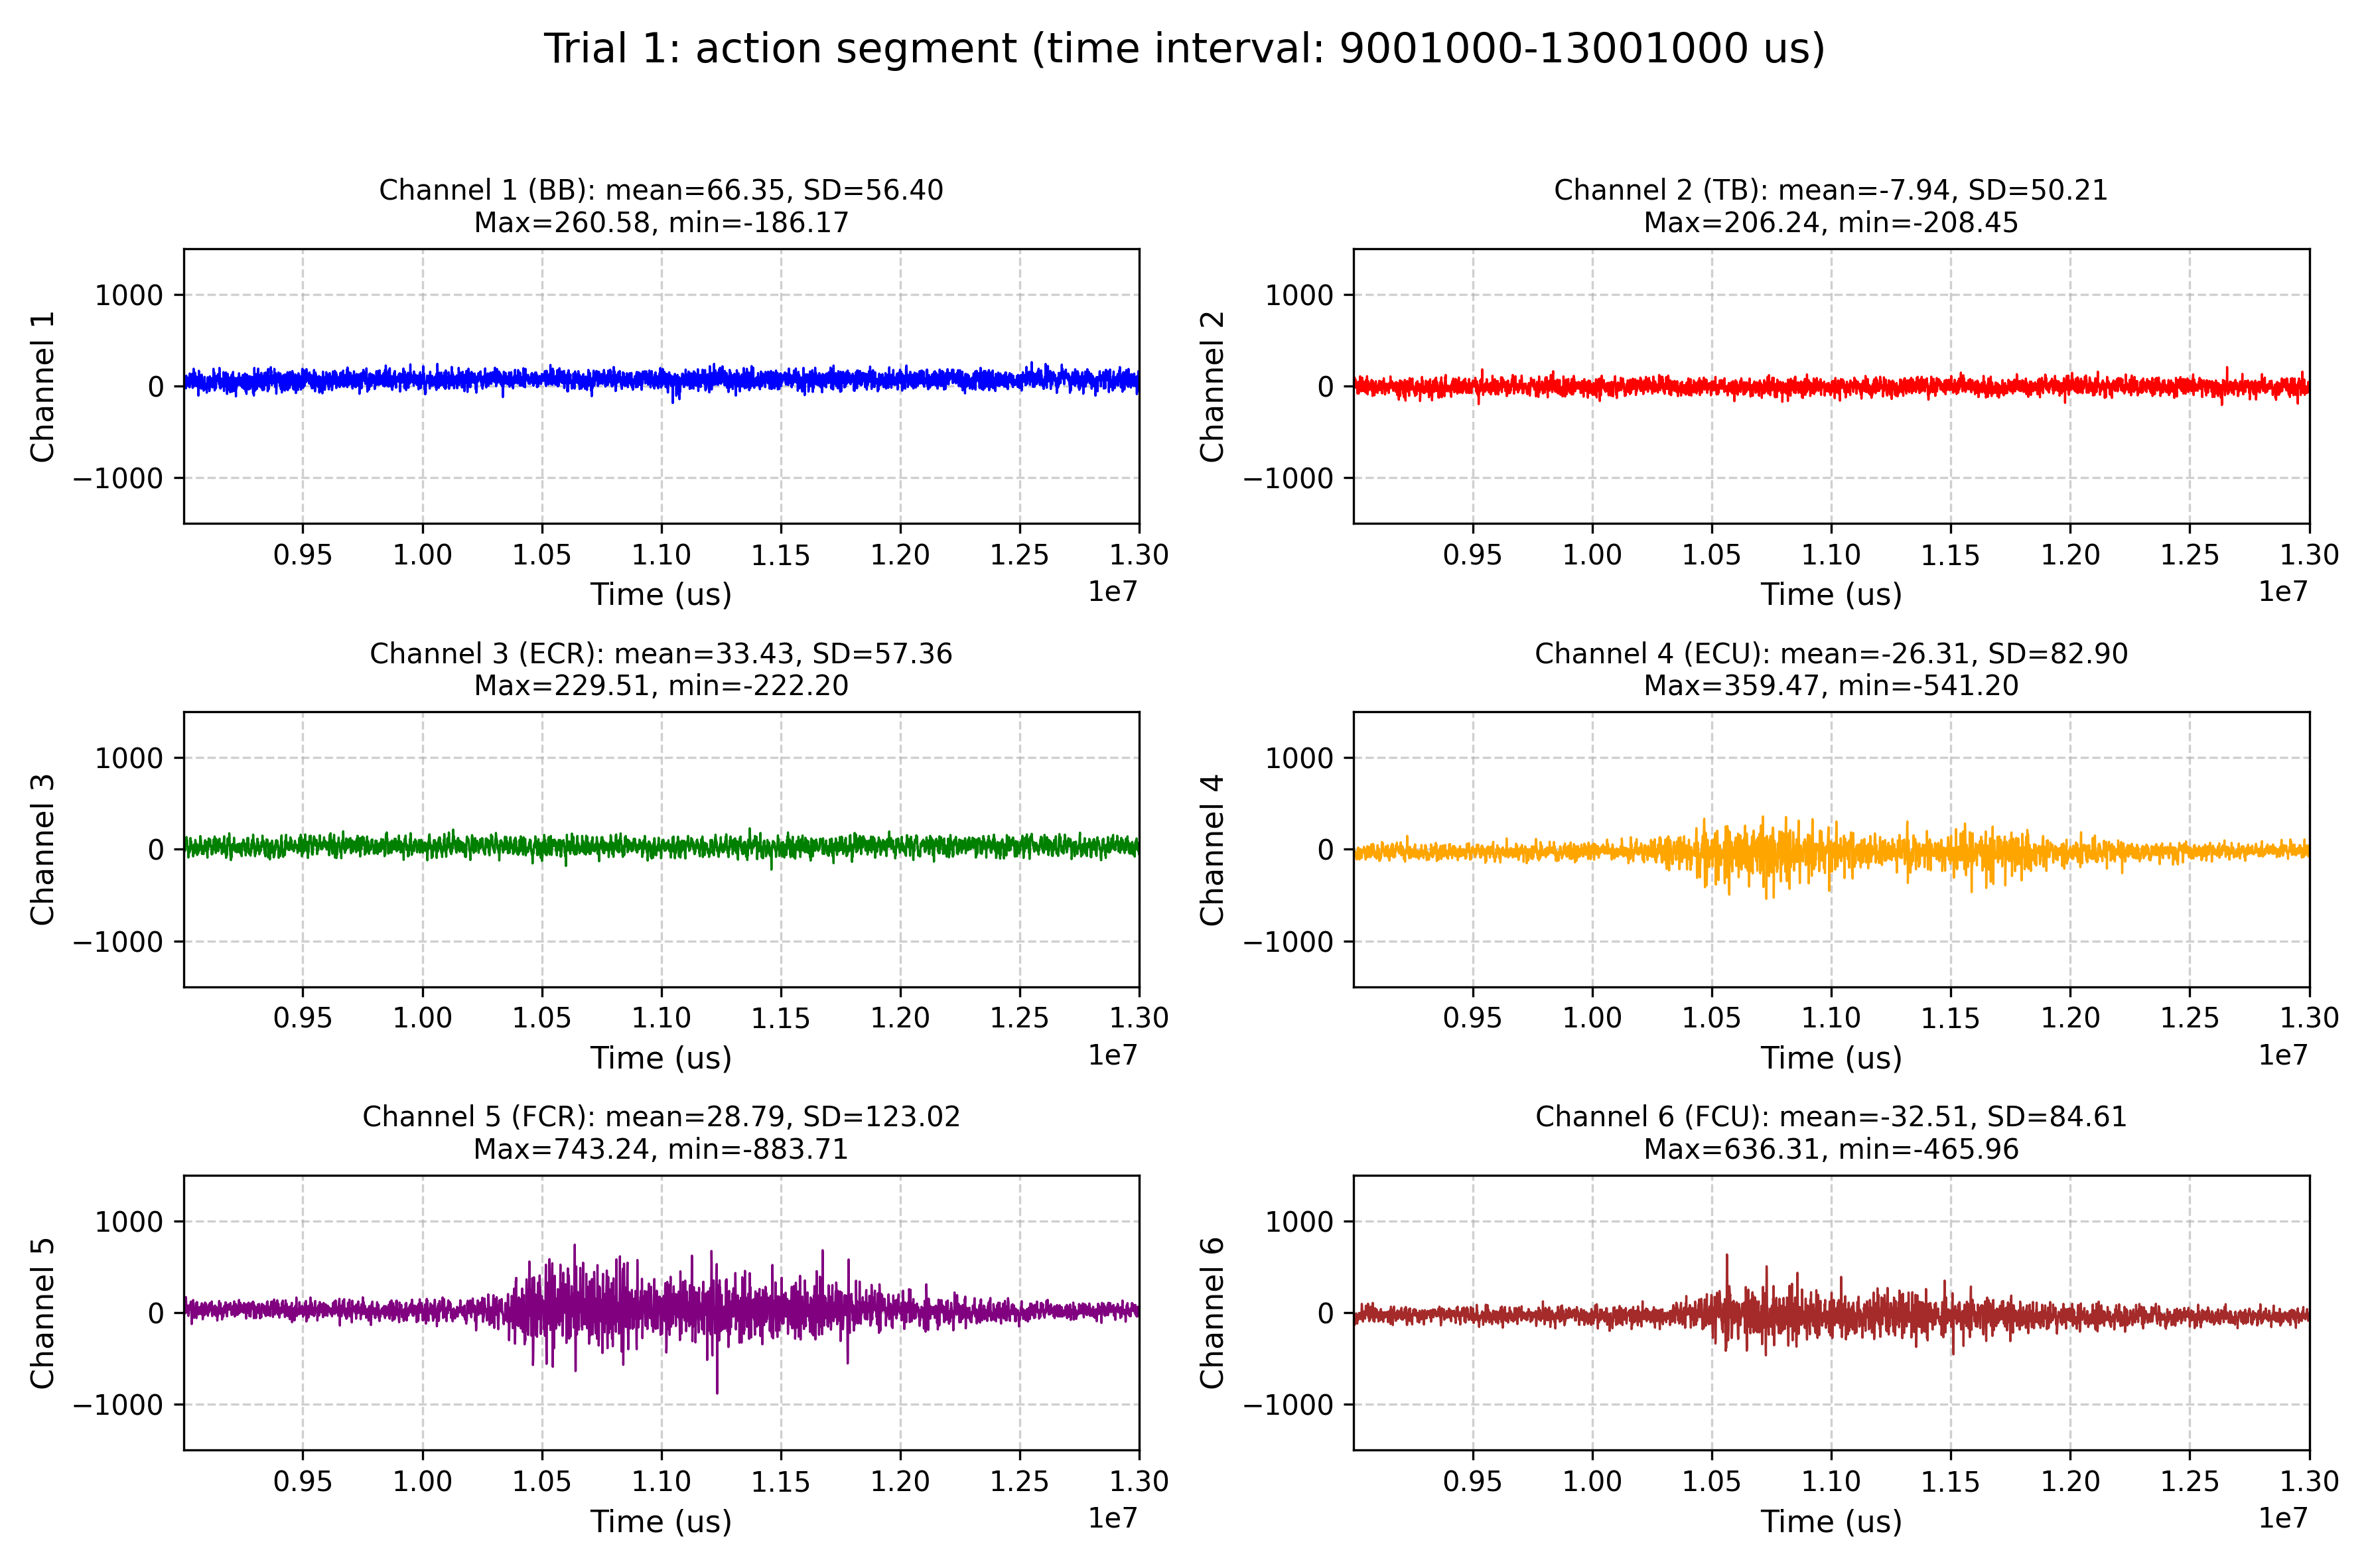 Trial 1: action segment (time interval: 9001000-13001000 us)
Channel 1 (BB): mean=66.35, SD=56.40
Max=260.58, min=-186.17
Channel 1
1000
0
−1000
0.95 1.00 1.05 1.10 1.15 1.20 1.25 1.30
Time (us)
1e7
Channel 2 (TB): mean=-7.94, SD=50.21
Max=206.24, min=-208.45
Channel 2
1000
0
−1000
0.95 1.00 1.05 1.10 1.15 1.20 1.25 1.30
Time (us)
1e7
Channel 3 (ECR): mean=33.43, SD=57.36
Max=229.51, min=-222.20
Channel 3
1000
0
−1000
0.95 1.00 1.05 1.10 1.15 1.20 1.25 1.30
Time (us)
1e7
Channel 4 (ECU): mean=-26.31, SD=82.90
Max=359.47, min=-541.20
Channel 4
1000
0
−1000
0.95 1.00 1.05 1.10 1.15 1.20 1.25 1.30
Time (us)
1e7
Channel 5 (FCR): mean=28.79, SD=123.02
Max=743.24, min=-883.71
Channel 5
1000
0
−1000
0.95 1.00 1.05 1.10 1.15 1.20 1.25 1.30
Time (us)
1e7
Channel 6 (FCU): mean=-32.51, SD=84.61
Max=636.31, min=-465.96
Channel 6
1000
0
−1000
0.95 1.00 1.05 1.10 1.15 1.20 1.25 1.30
Time (us)
1e7